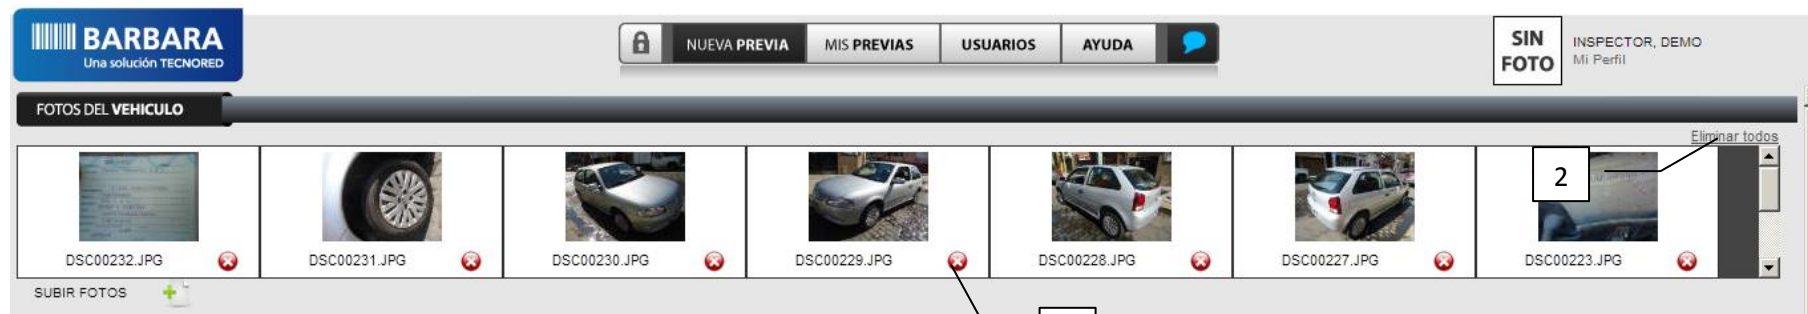 BARBARA
Una solución TECNORED
NUEVA PREVIA
MIS PREVIAS
USUARIOS
AYUDA
SIN
FOTO
INSPECTOR, DEMO
Mi Perfil
FOTOS DEL VEHICULO
Eliminar todos
2
DSC00232.JPG
DSC00231.JPG
DSC00230.JPG
DSC00229.JPG
DSC00228.JPG
DSC00227.JPG
DSC00223.JPG
SUBIR FOTOS